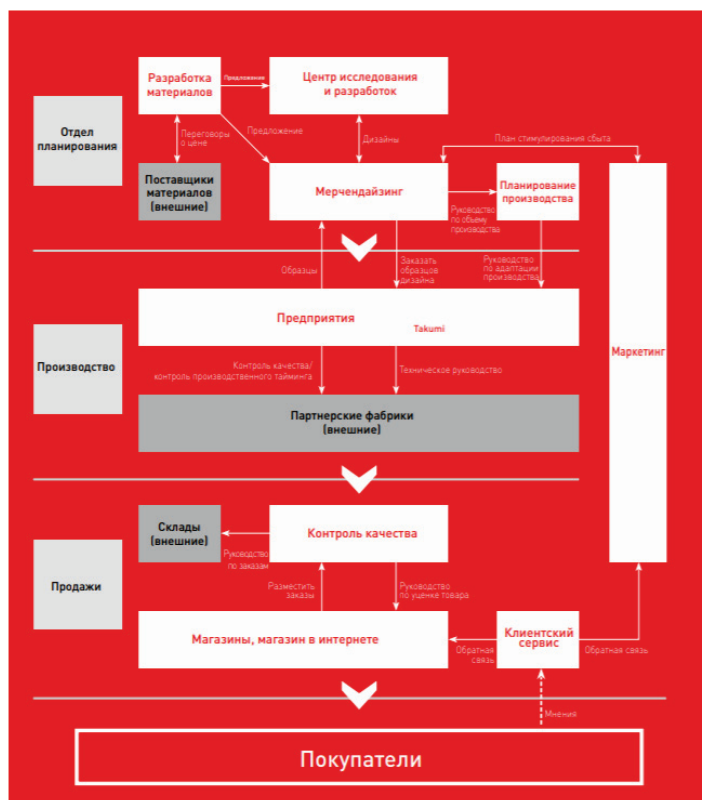 Разработка
материалов
Предложение
Центр исследования
и разработок
Отдел
планирования
Переговоры
о цене
Предложение
Дизайны
План стимулирования сбыта
Поставщики
материалов
(внешние)
Мерчендайзинг
Планирование
производства
Руководство
по объему
производства
Образцы
Заказать
образцов
дизайна
Руководство
по адаптации
производства
Предприятия
Takumi
Производство
Маркетинг
Контроль качества/
контроль производственного тайминга
Техническое руководство
Партнерские фабрики
(внешние)
Склады
(внешние)
Контроль качества
Руководство
по заказам
Продажи
Разместить
заказы
Руководство
по уценке товара
Магазины, магазин в интернете
Клиентский
сервис
Обратная
связь
Обратная связь
Мнения
Покупатели